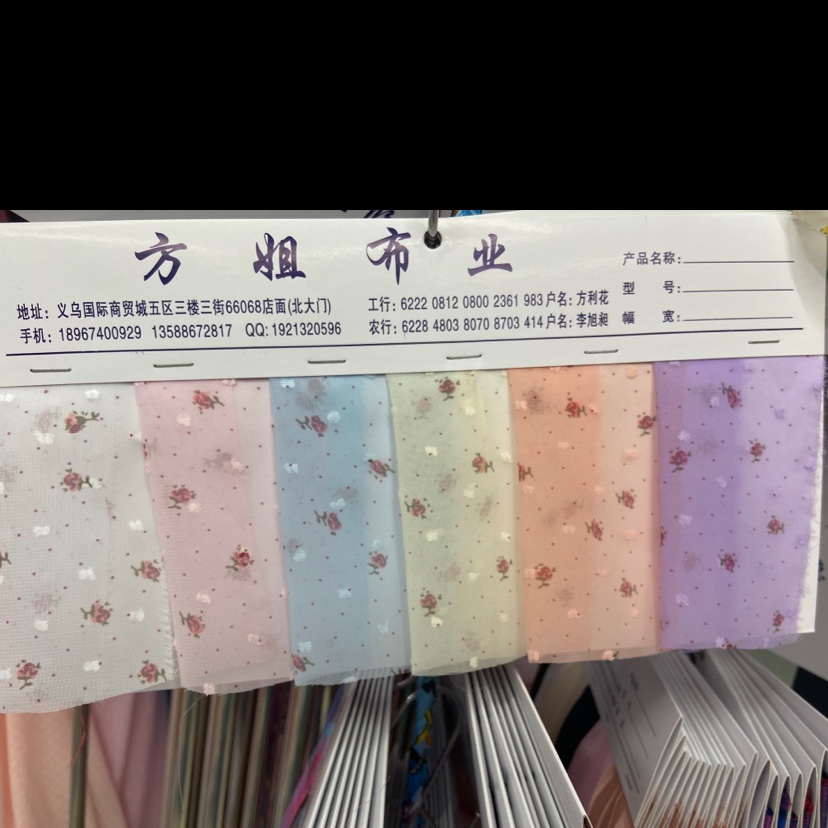 方姐布业
地址：义乌国际商贸城五区三楼三街66068店面(北大门)
手机：18967400929 13588672817 QQ:1921320596
工行：6222 0812 0800 2361 983 户名：方利花
农行：6228 4803 8070 8703 414 户名：李旭昶
产品名称：
型 号：
幅 宽：